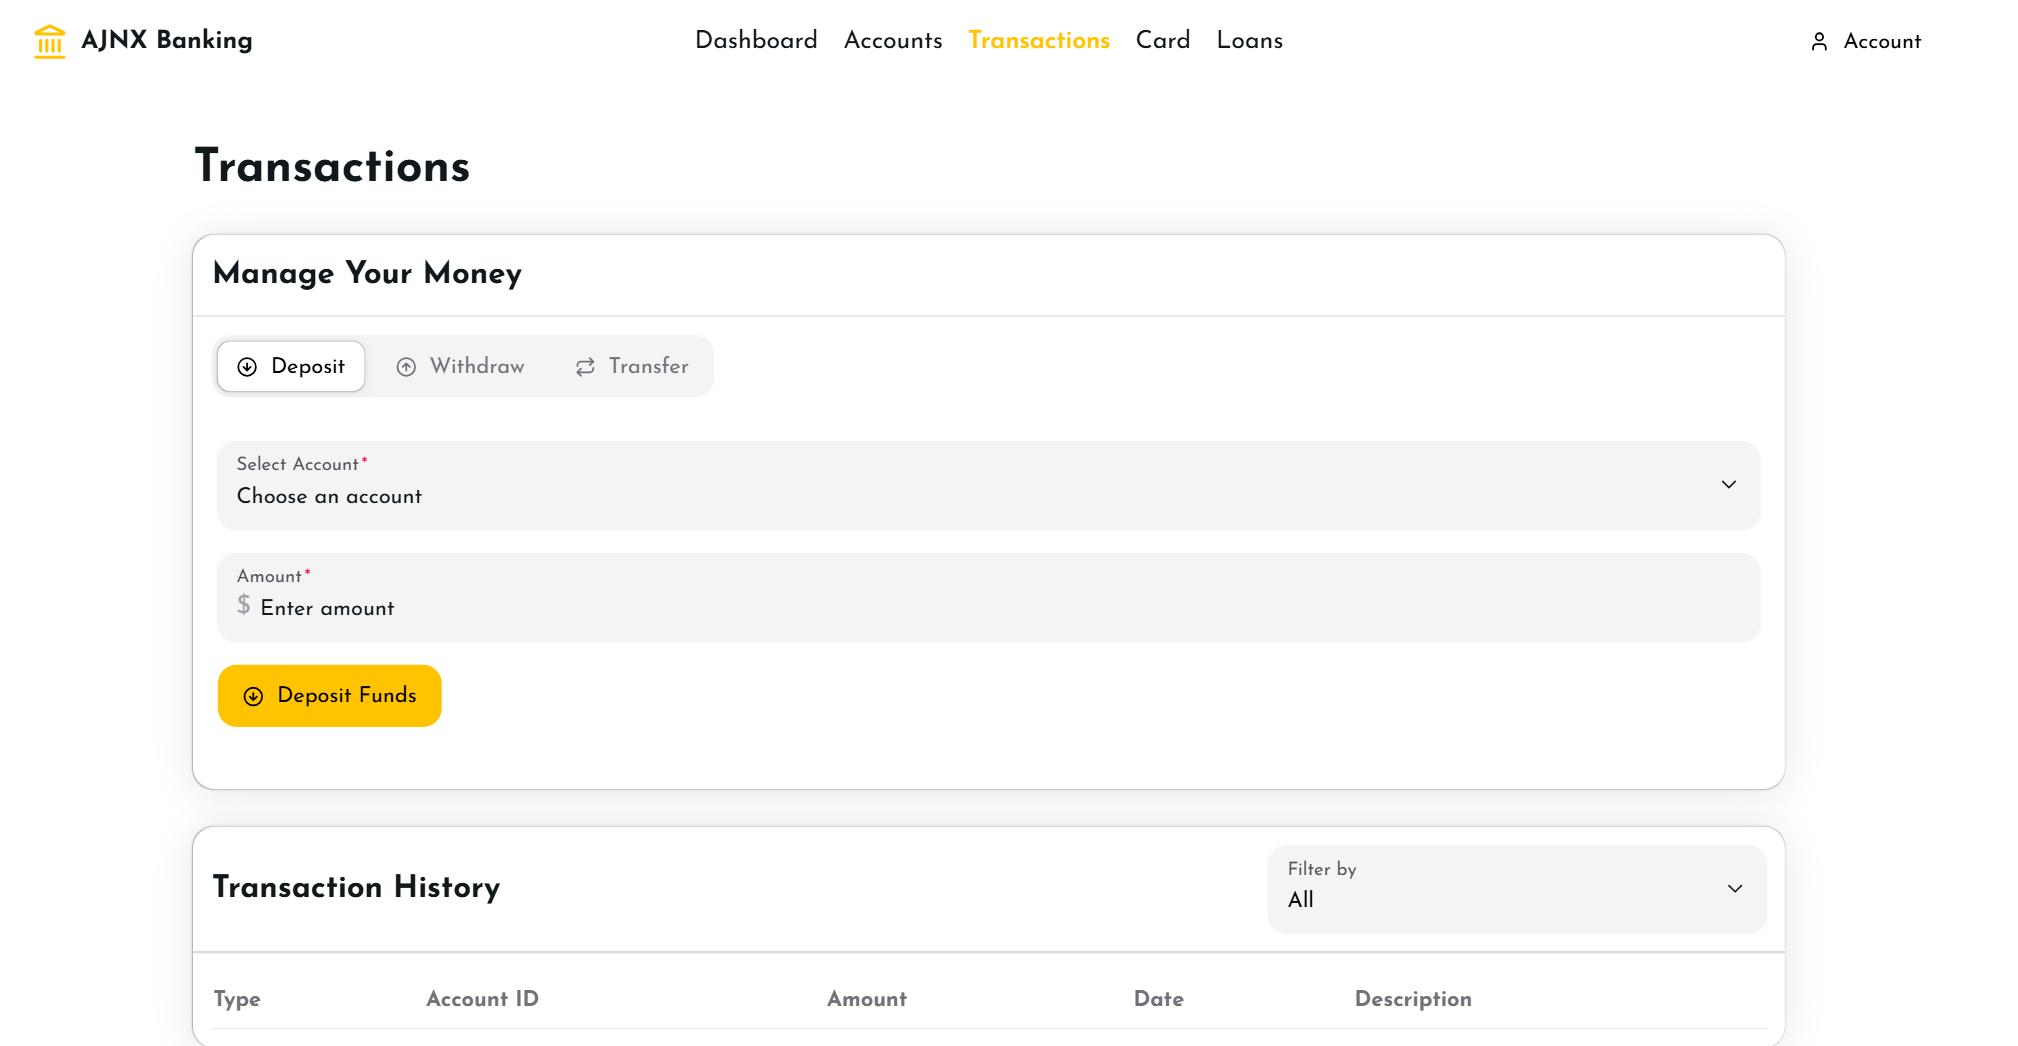 AJNX Banking
Dashboard Accounts Transactions Card Loans
Account
Transactions
Manage Your Money
Deposit Withdraw Transfer
Select Account*
Choose an account
Amount*
$ Enter amount
Deposit Funds
Transaction History
Filter by
All
Type Account ID Amount Date Description